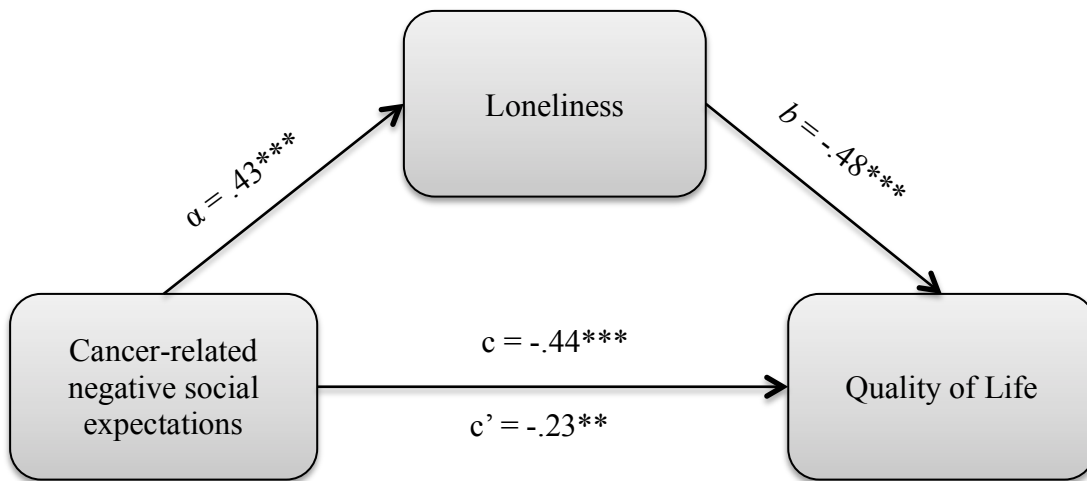 Loneliness
α = .43***
b = -.48***
Cancer-related
negative social
expectations
c = -.44***
c’ = -.23**
Quality of Life